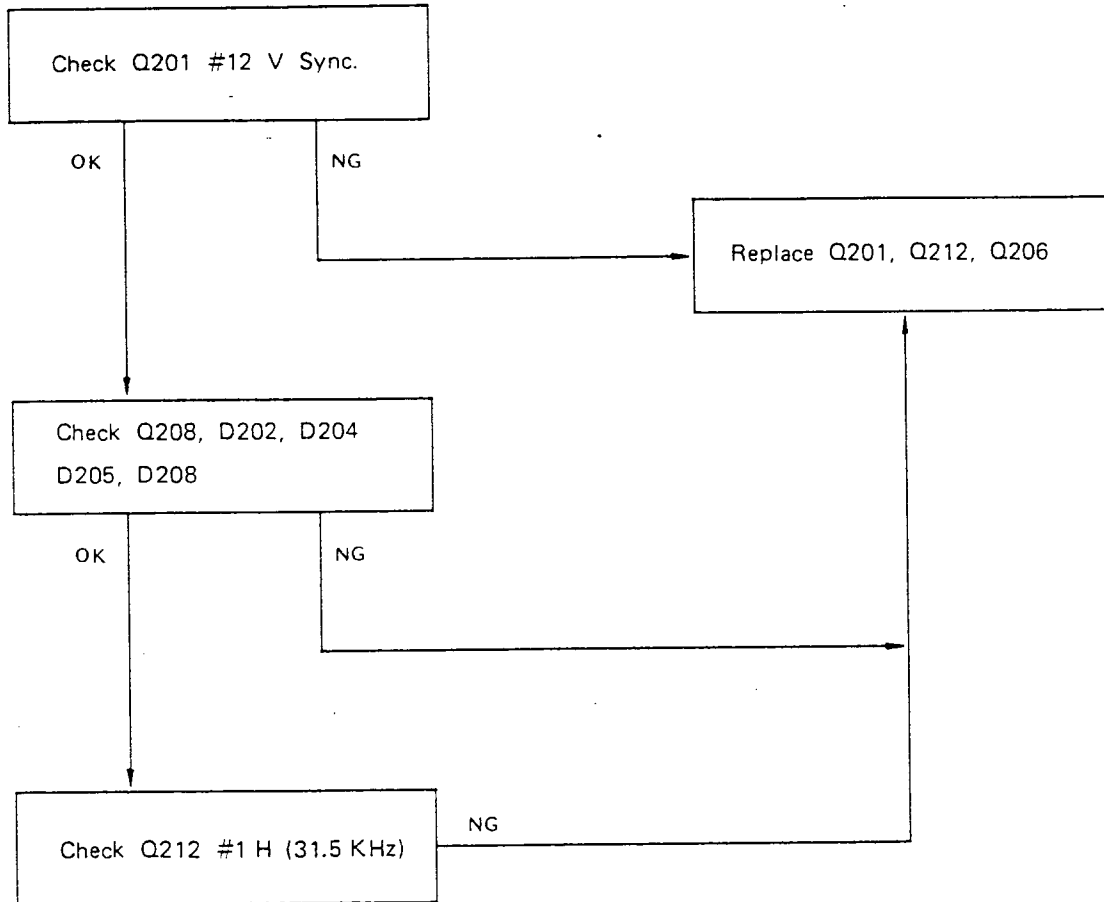 Check Q201 #12 V Sync.
OK
NG
Replace Q201, Q212, Q206
Check Q208, D202, D204
D205, D208
OK
NG
Check Q212 #1 H (31.5 KHz)
NG